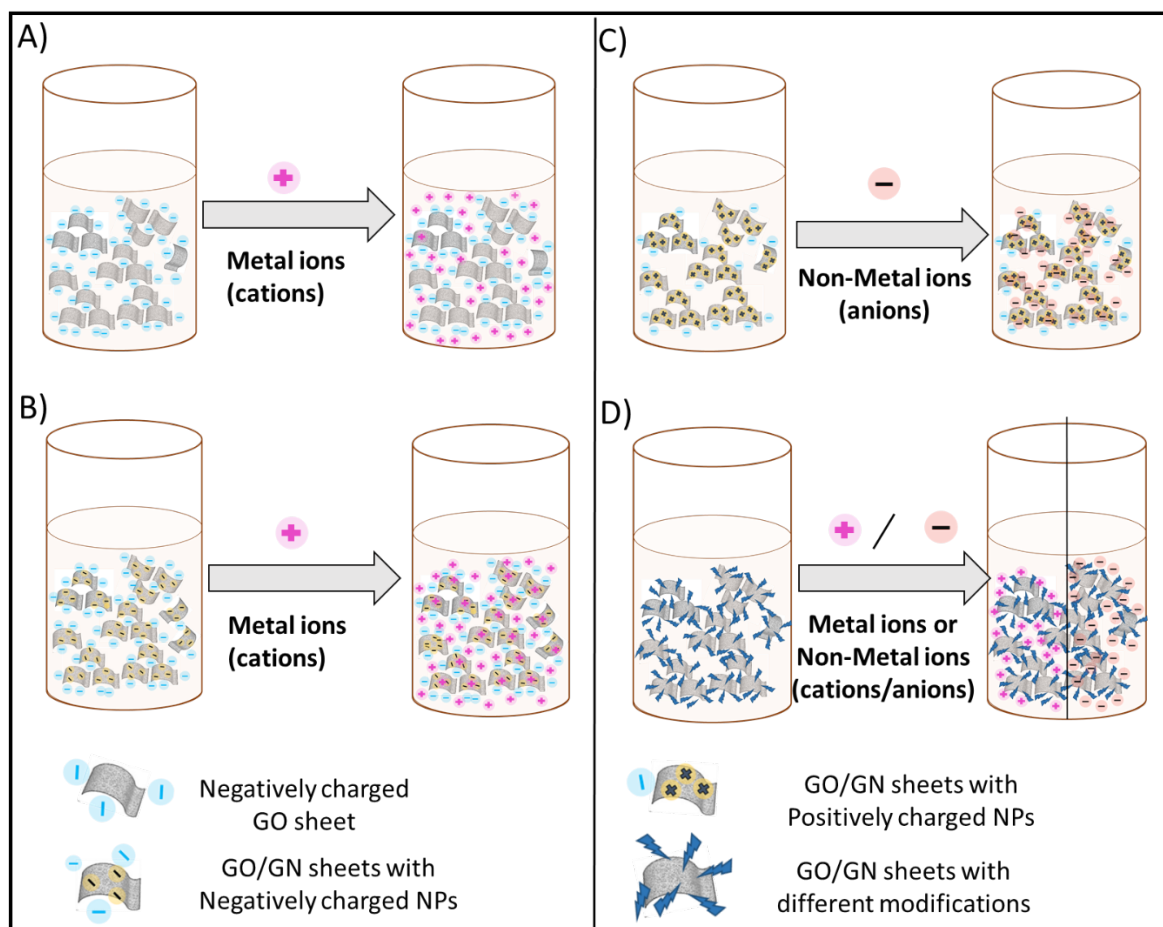 A)
Metal ions
(cations)
B)
Metal ions
(cations)
Negatively charged
GO sheet
GO/GN sheets with
Negatively charged NPs
C)
Non-Metal ions
(anions)
D)
Metal ions or
Non-Metal ions
(cations/anions)
GO/GN sheets with
Positively charged NPs
GO/GN sheets with
different modifications